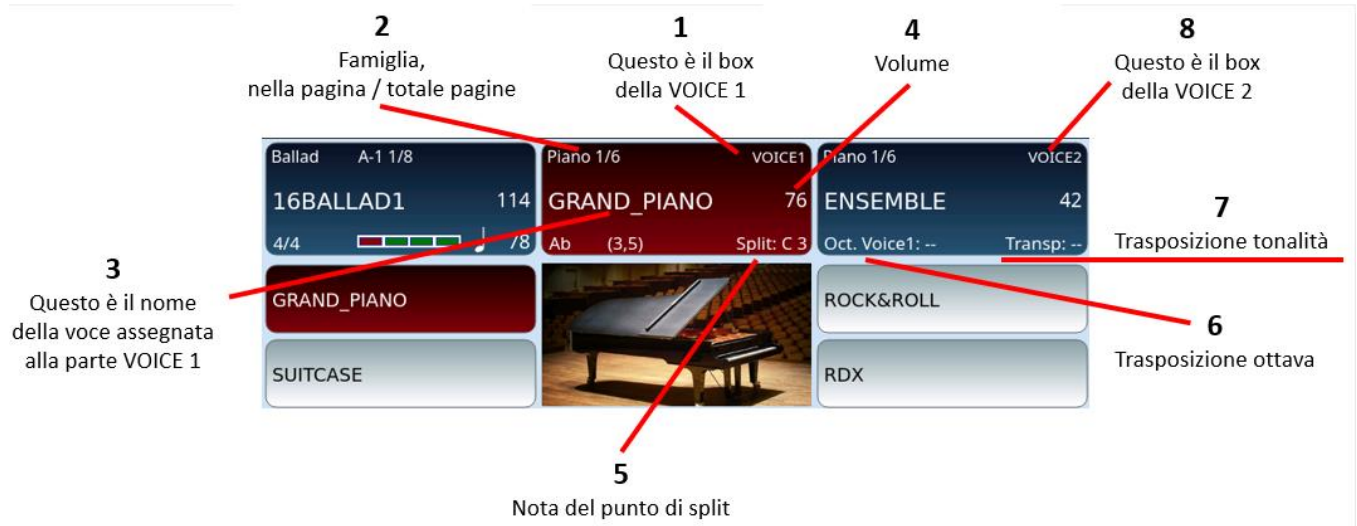 2
Famiglia,
nella pagina / totale pagine
1
Questo è il box
della VOICE 1
4
Volume
8
Questo è il box
della VOICE 2
Ballad A-1 1/8
16BALLAD1 114
4/4 78
Piano 1/6 VOICE1
GRAND_PIANO 76
Ab (3,5) Split: C 3
Piano 1/6 VOICE2
ENSEMBLE 42
Oct. Voice1: -- Transp: --
7
Trasposizione tonalità
3
Questo è il nome
della voce assegnata
alla parte VOICE 1
GRAND_PIANO
SUITCASE
ROCK&ROLL
RDX
6
Trasposizione ottava
5
Nota del punto di split